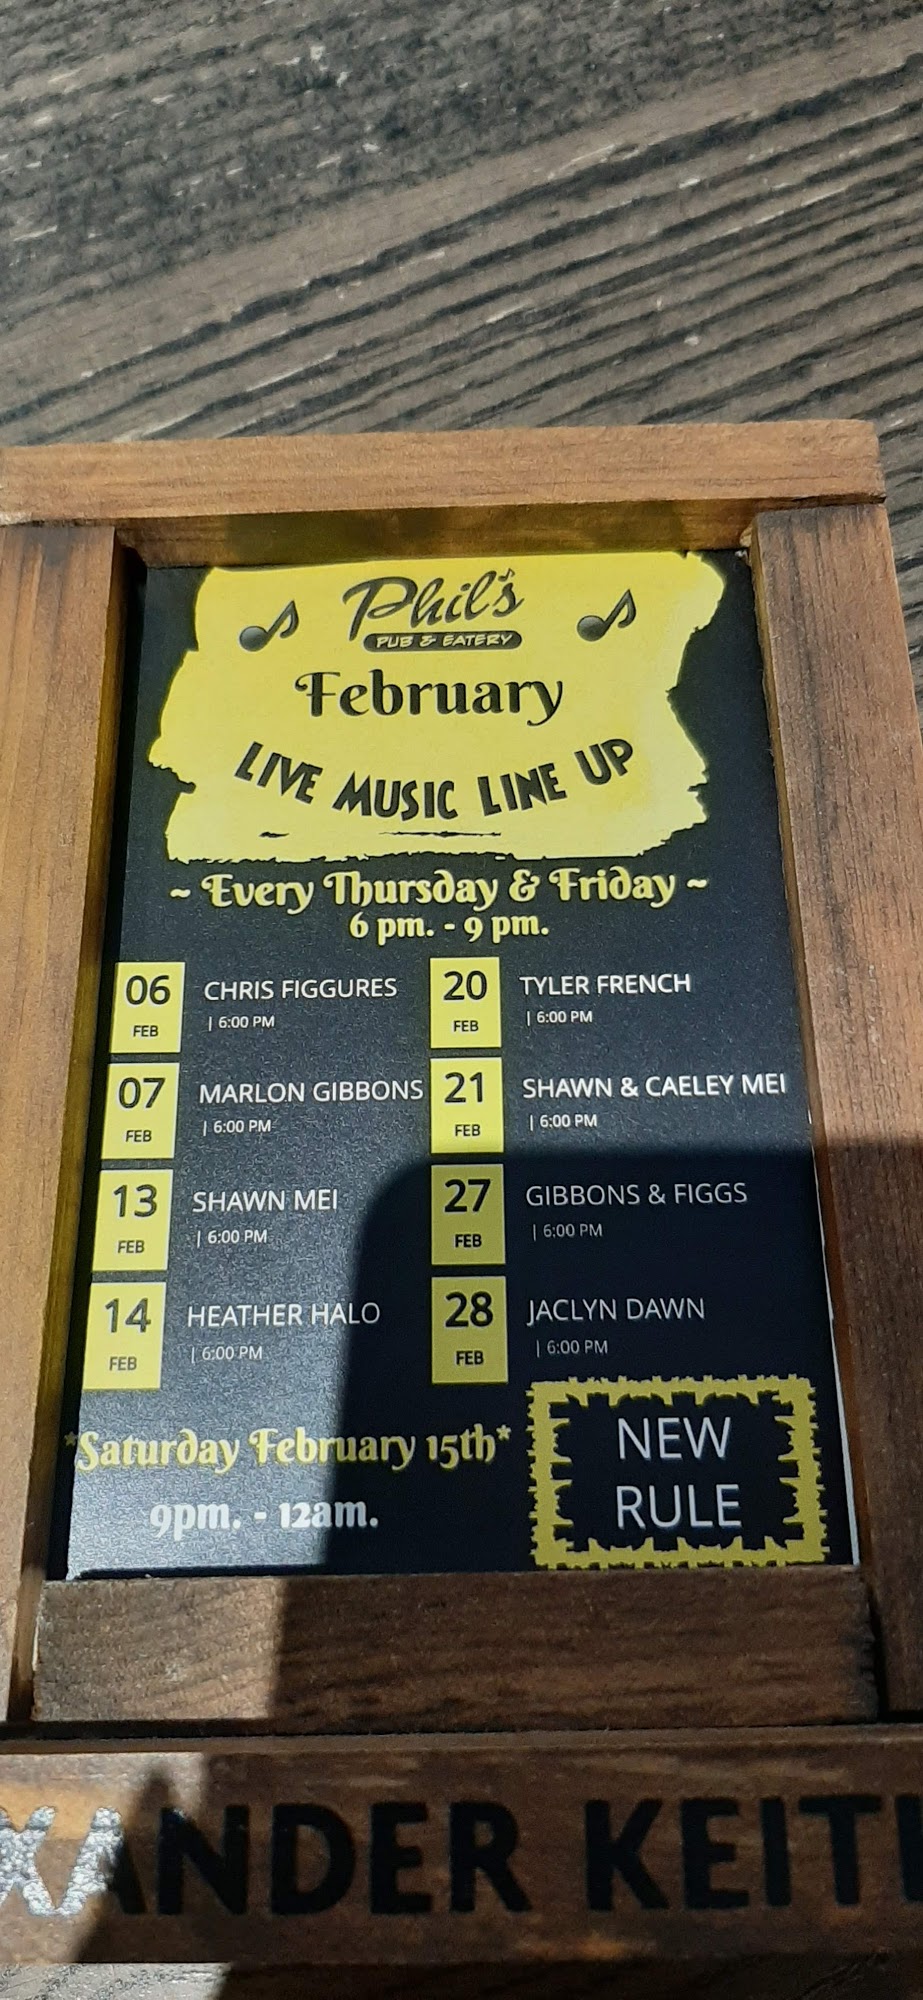 Phil's
PUB & EATERY
February
LIVE MUSIC LINE UP
~ Every Thursday & Friday ~
6 pm. - 9 pm.
06 FEB
CHRIS FIGGURES
| 6:00 PM
07 FEB
MARLON GIBBONS
| 6:00 PM
13 FEB
SHAWN MEI
| 6:00 PM
14 FEB
HEATHER HALO
| 6:00 PM
20 FEB
TYLER FRENCH
| 6:00 PM
21 FEB
SHAWN & CAELEY MEI
| 6:00 PM
27 FEB
GIBBONS & FIGGS
| 6:00 PM
28 FEB
JACLYN DAWN
| 6:00 PM
*Saturday February 15th*
9pm. - 12am.
NEW
RULE
XANDER KEITH